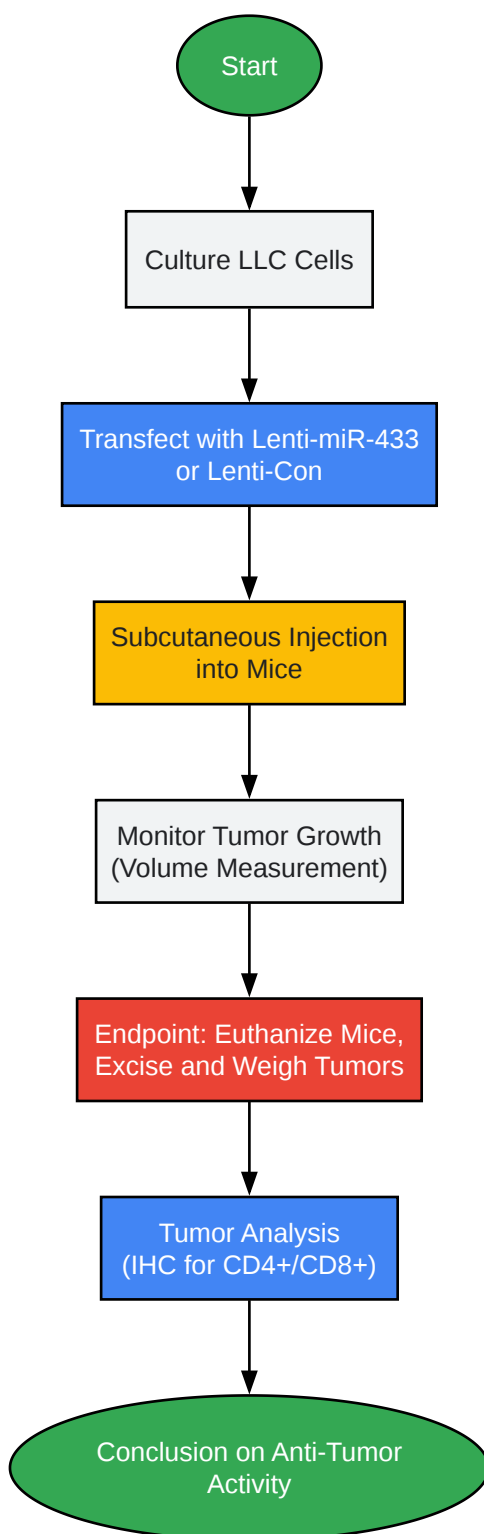 Start
Culture LLC Cells
Transfect with Lenti-miR-433
or Lenti-Con
Subcutaneous Injection
into Mice
Monitor Tumor Growth
(Volume Measurement)
Endpoint: Euthanize Mice,
Excise and Weigh Tumors
Tumor Analysis
(IHC for CD4+/CD8+)
Conclusion on Anti-Tumor
Activity